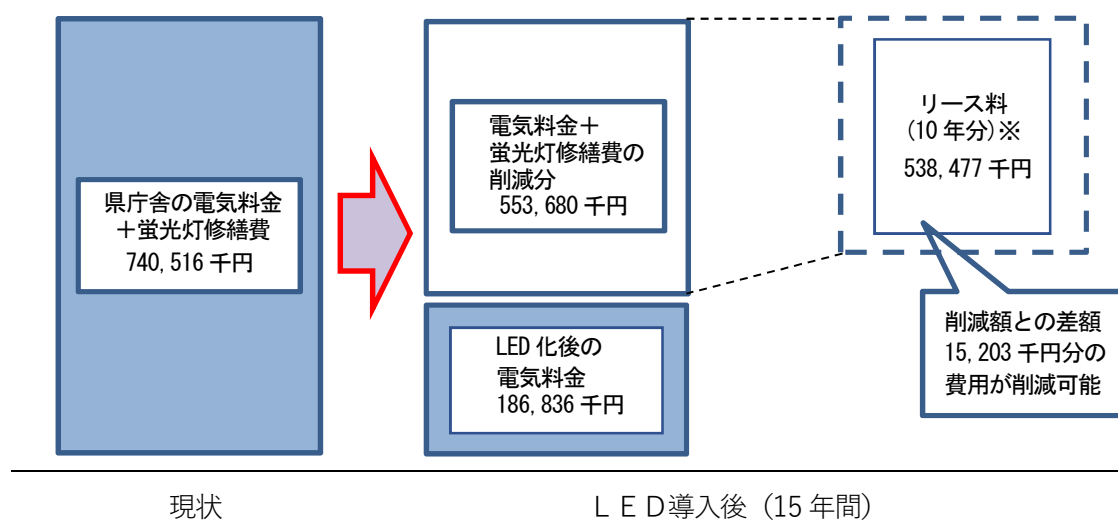 県庁舎の電気料金
＋蛍光灯修繕費
740,516 千円
電気料金＋
蛍光灯修繕費の
削減分
553,680 千円
LED 化後の
電気料金
186,836 千円
リース料
(10 年分)※
538,477 千円
削減額との差額
15,203 千円分の
費用が削減可能
現状
ＬＥＤ導入後（15 年間）